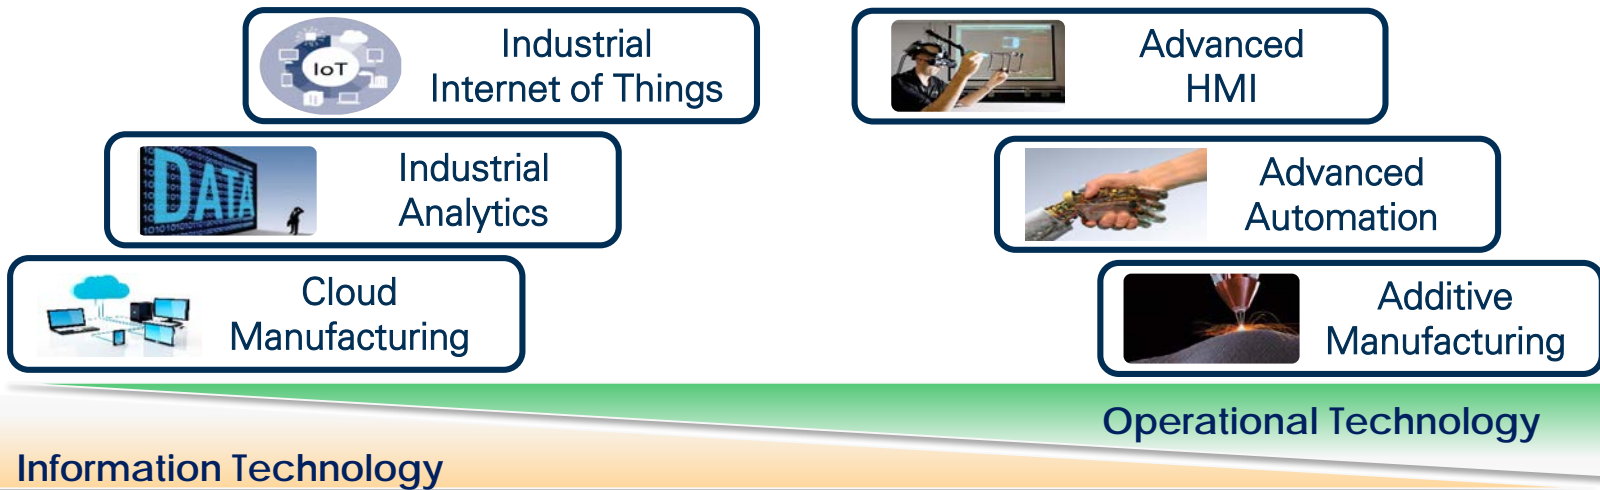 IoT
Industrial
Internet of Things
Advanced
HMI
DATA
Industrial
Analytics
Advanced
Automation
Cloud
Manufacturing
Additive
Manufacturing
Operational Technology
Information Technology